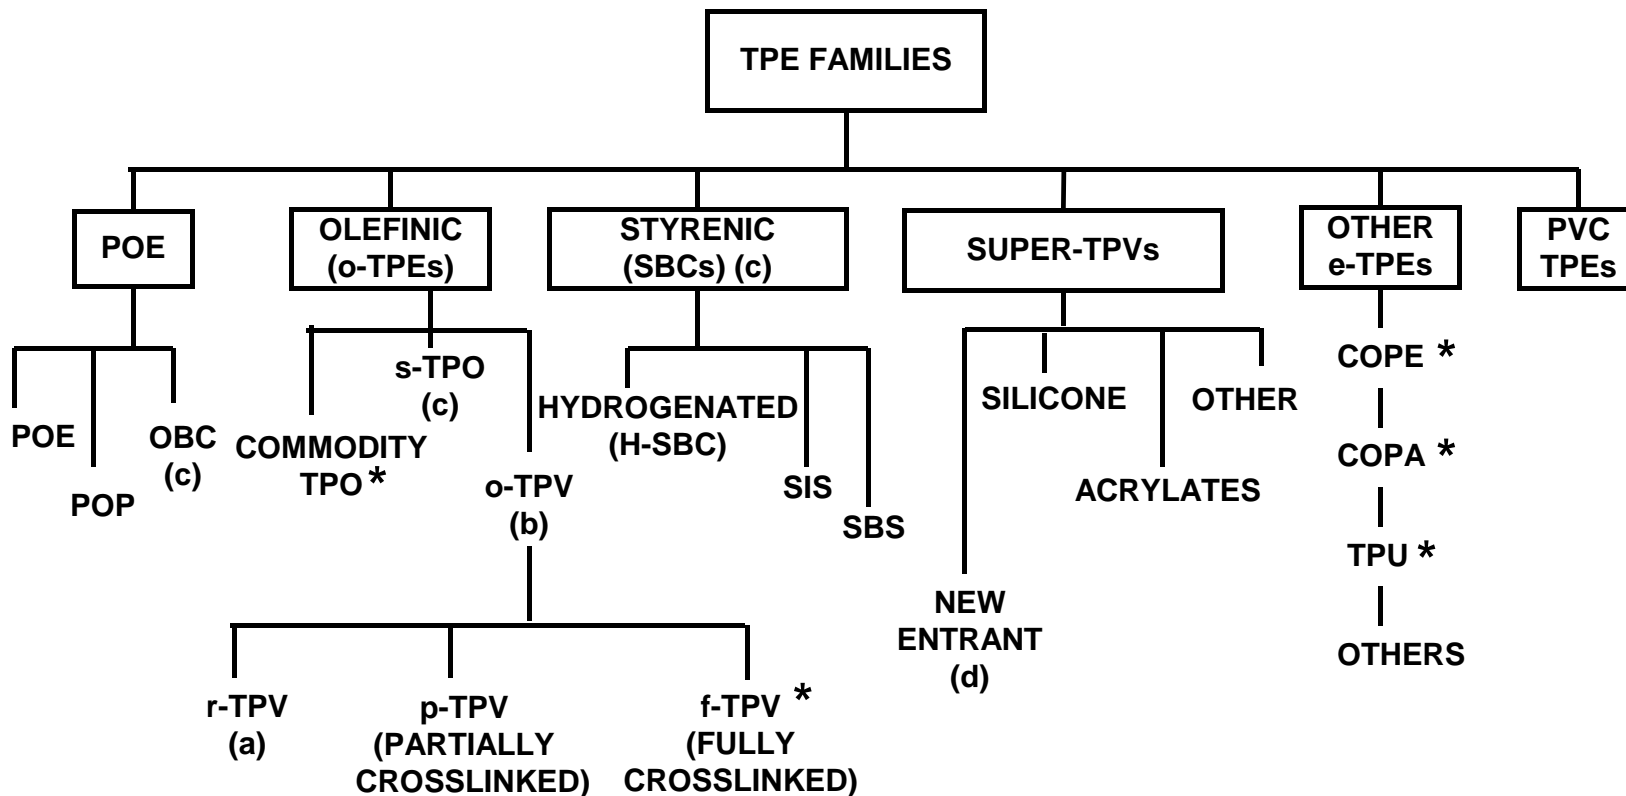 TPE FAMILIES
POE
OLEFINIC
(o-TPEs)
STYRENIC
(SBCs) (c)
SUPER-TPVs
OTHER
e-TPEs
PVC
TPEs
POE
POP
OBC
(c)
COMMODITY
TPO *
s-TPO
(c)
o-TPV
(b)
HYDROGENATED
(H-SBC)
SIS
SBS
NEW
ENTRANT
(d)
SILICONE
ACRYLATES
OTHER
COPE *
COPA *
TPU *
OTHERS
r-TPV
(a)
p-TPV
(PARTIALLY
CROSSLINKED)
f-TPV *
(FULLY
CROSSLINKED)